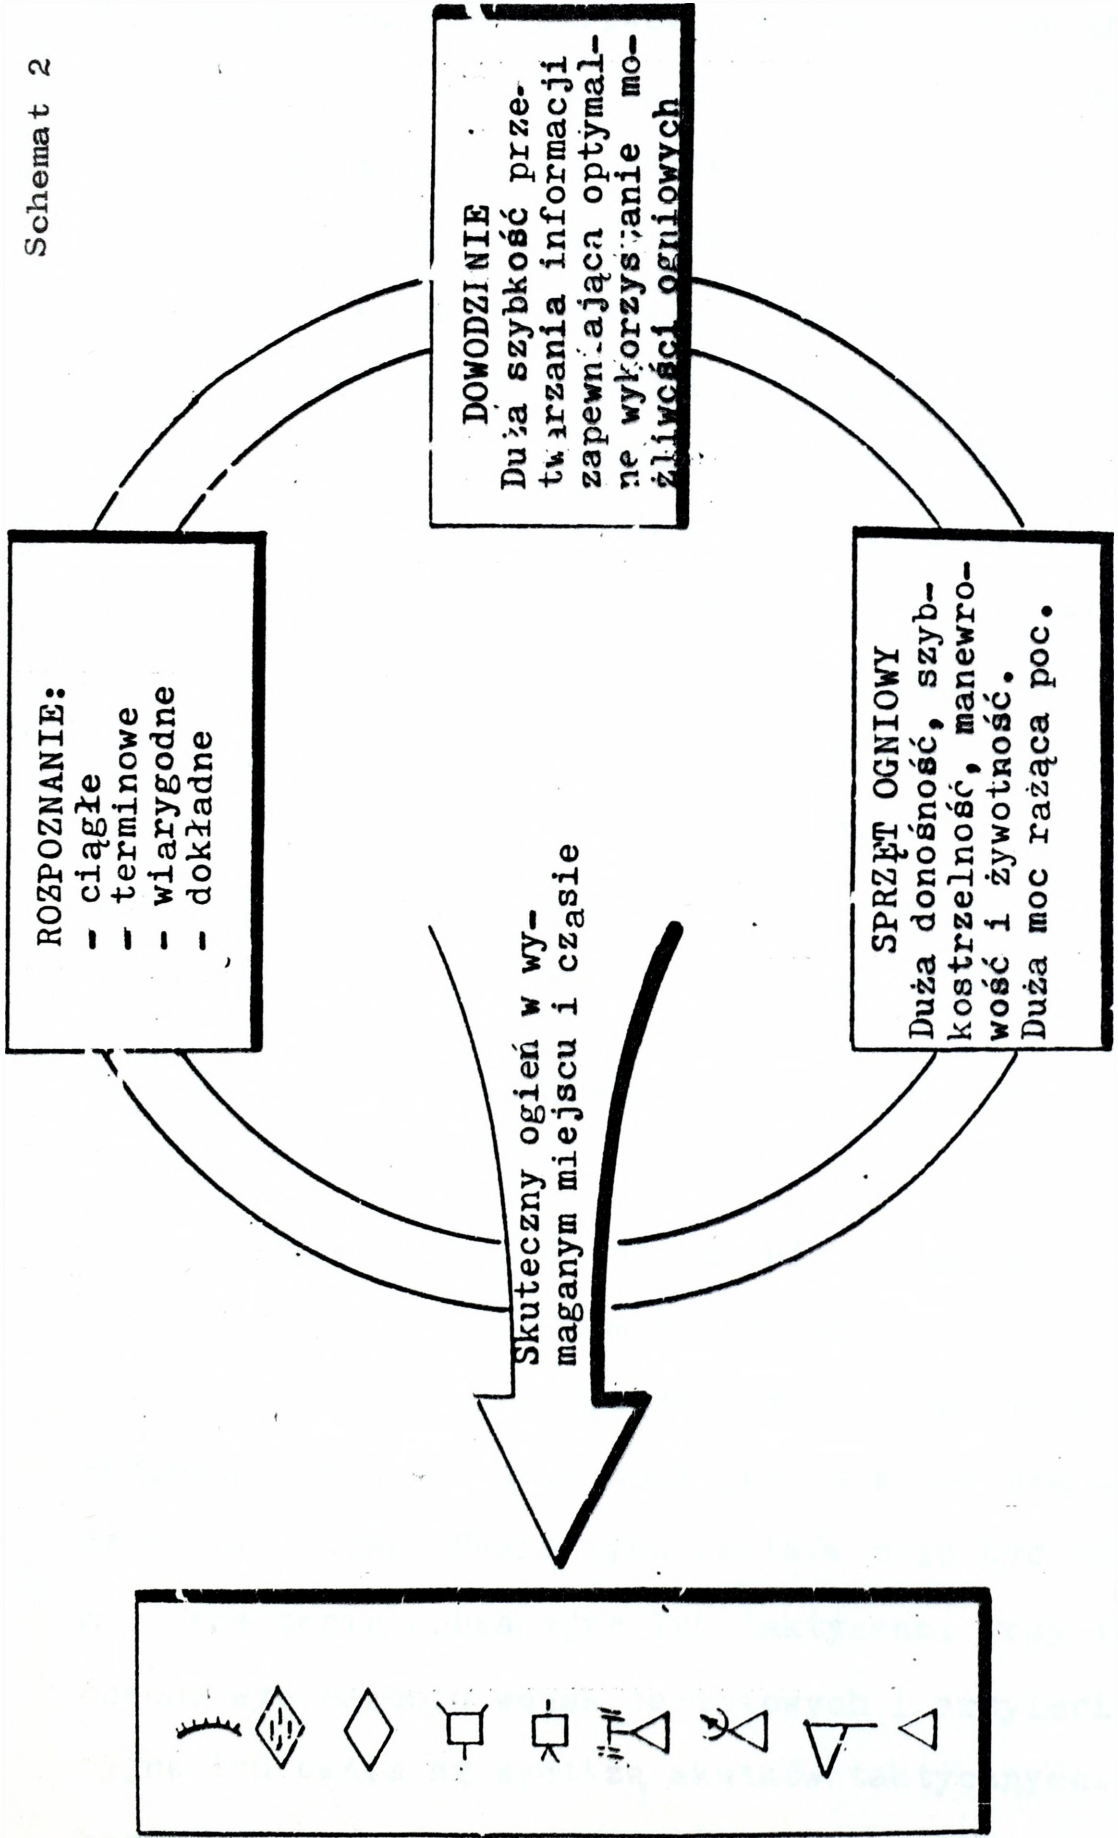 Schemat 2
ROZPOZNANIE:
- ciągłe
- terminowe
- wiarygodne
- dokładne
DOWODZINIE
Duża szybkość prze-
twarzania informacji
zapewniająca optymal-
ne wykorzystanie mo-
żliwości ogniowych
SPRZĘT OGNIOWY
Duża donośność, szyb-
kostrzelność, manewro-
wość i żywotność.
Duża moc rażąca poc.
Skuteczny ogień w wy-
maganym miejscu i czasie